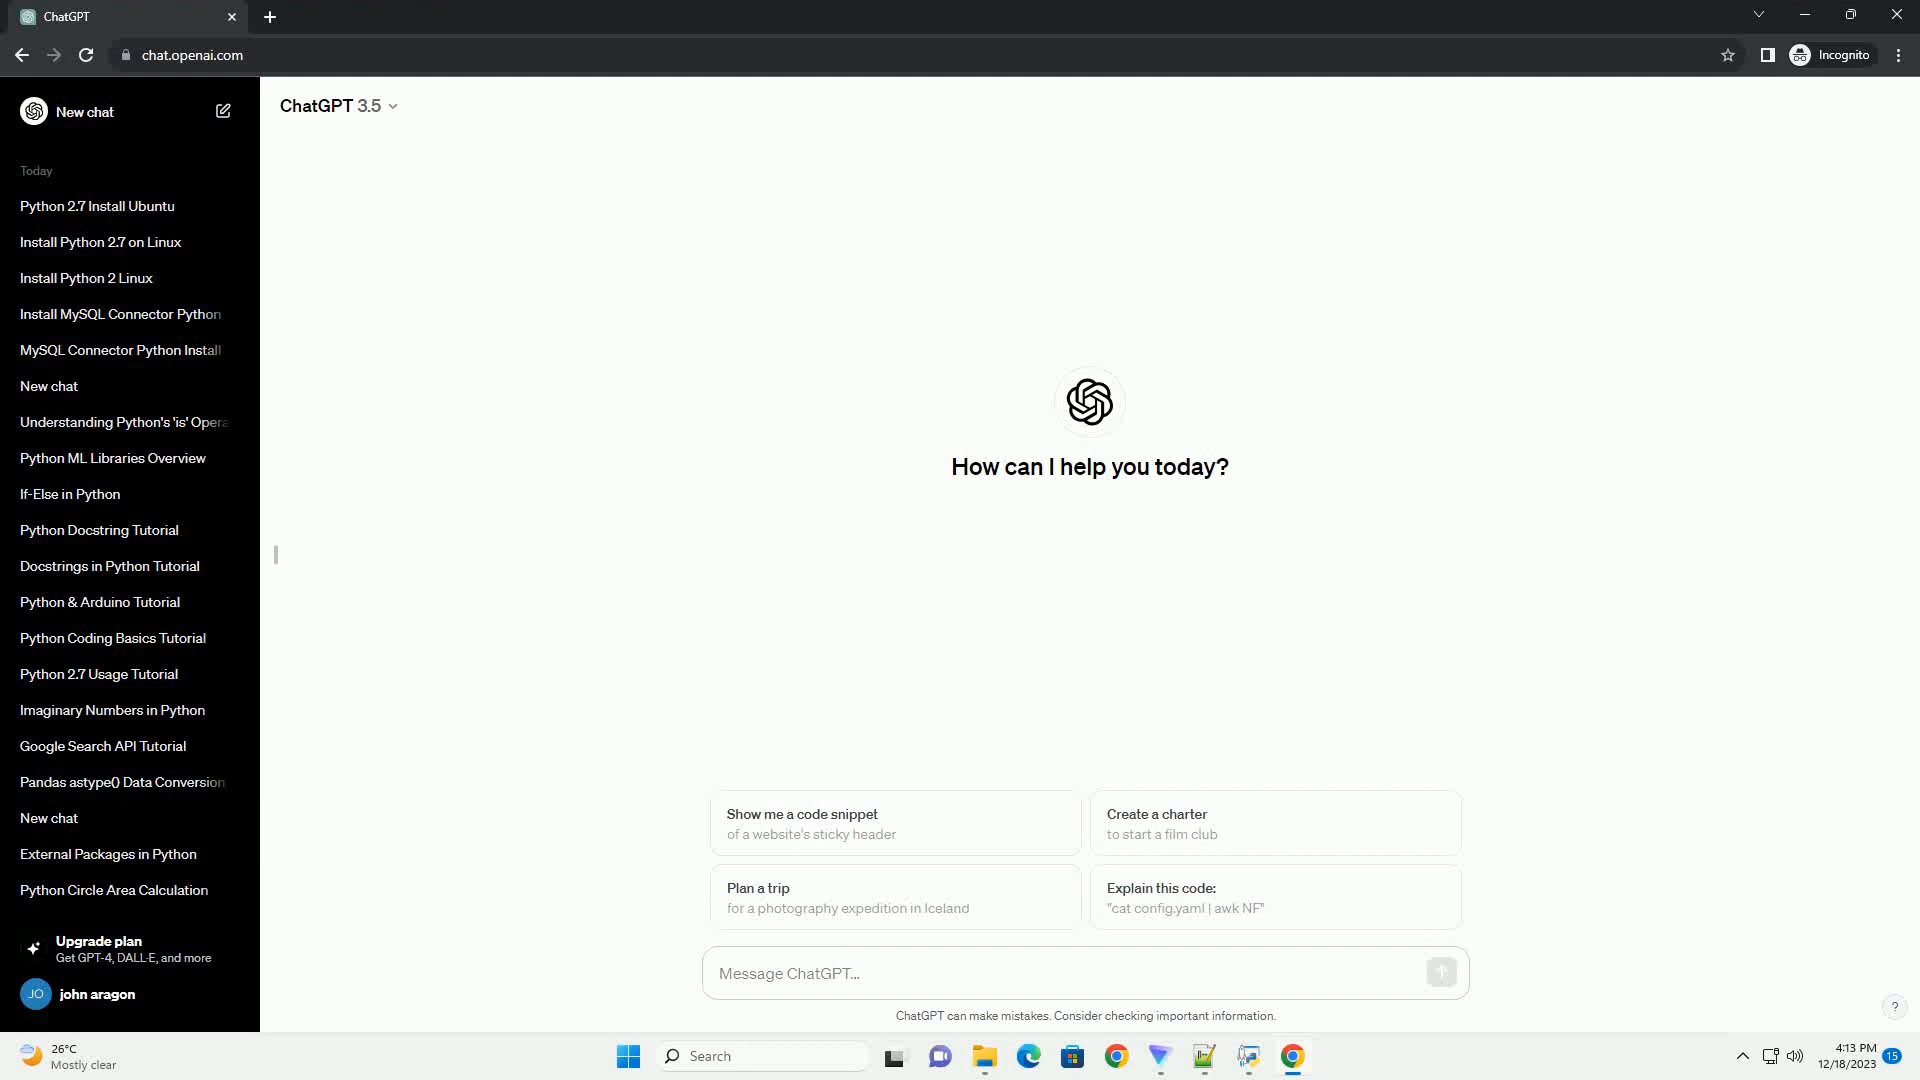 ChatGPT
chat.openai.com
Incognito
New chat
Today
Python 2.7 Install Ubuntu
Install Python 2.7 on Linux
Install Python 2 Linux
Install MySQL Connector Python
MySQL Connector Python Install
New chat
Understanding Python's 'is' Opera
Python ML Libraries Overview
If-Else in Python
Python Docstring Tutorial
Docstrings in Python Tutorial
Python & Arduino Tutorial
Python Coding Basics Tutorial
Python 2.7 Usage Tutorial
Imaginary Numbers in Python
Google Search API Tutorial
Pandas astype() Data Conversion
New chat
External Packages in Python
Python Circle Area Calculation
Upgrade plan
Get GPT-4, DALL·E, and more
JO
john aragon
ChatGPT 3.5
How can I help you today?
Show me a code snippet
of a website's sticky header
Create a charter
to start a film club
Plan a trip
for a photography expedition in Iceland
Explain this code:
"cat config.yaml | awk NF"
Message ChatGPT...
ChatGPT can make mistakes. Consider checking important information.
?
26°C
Mostly clear
Search
4:13 PM
12/18/2023
15